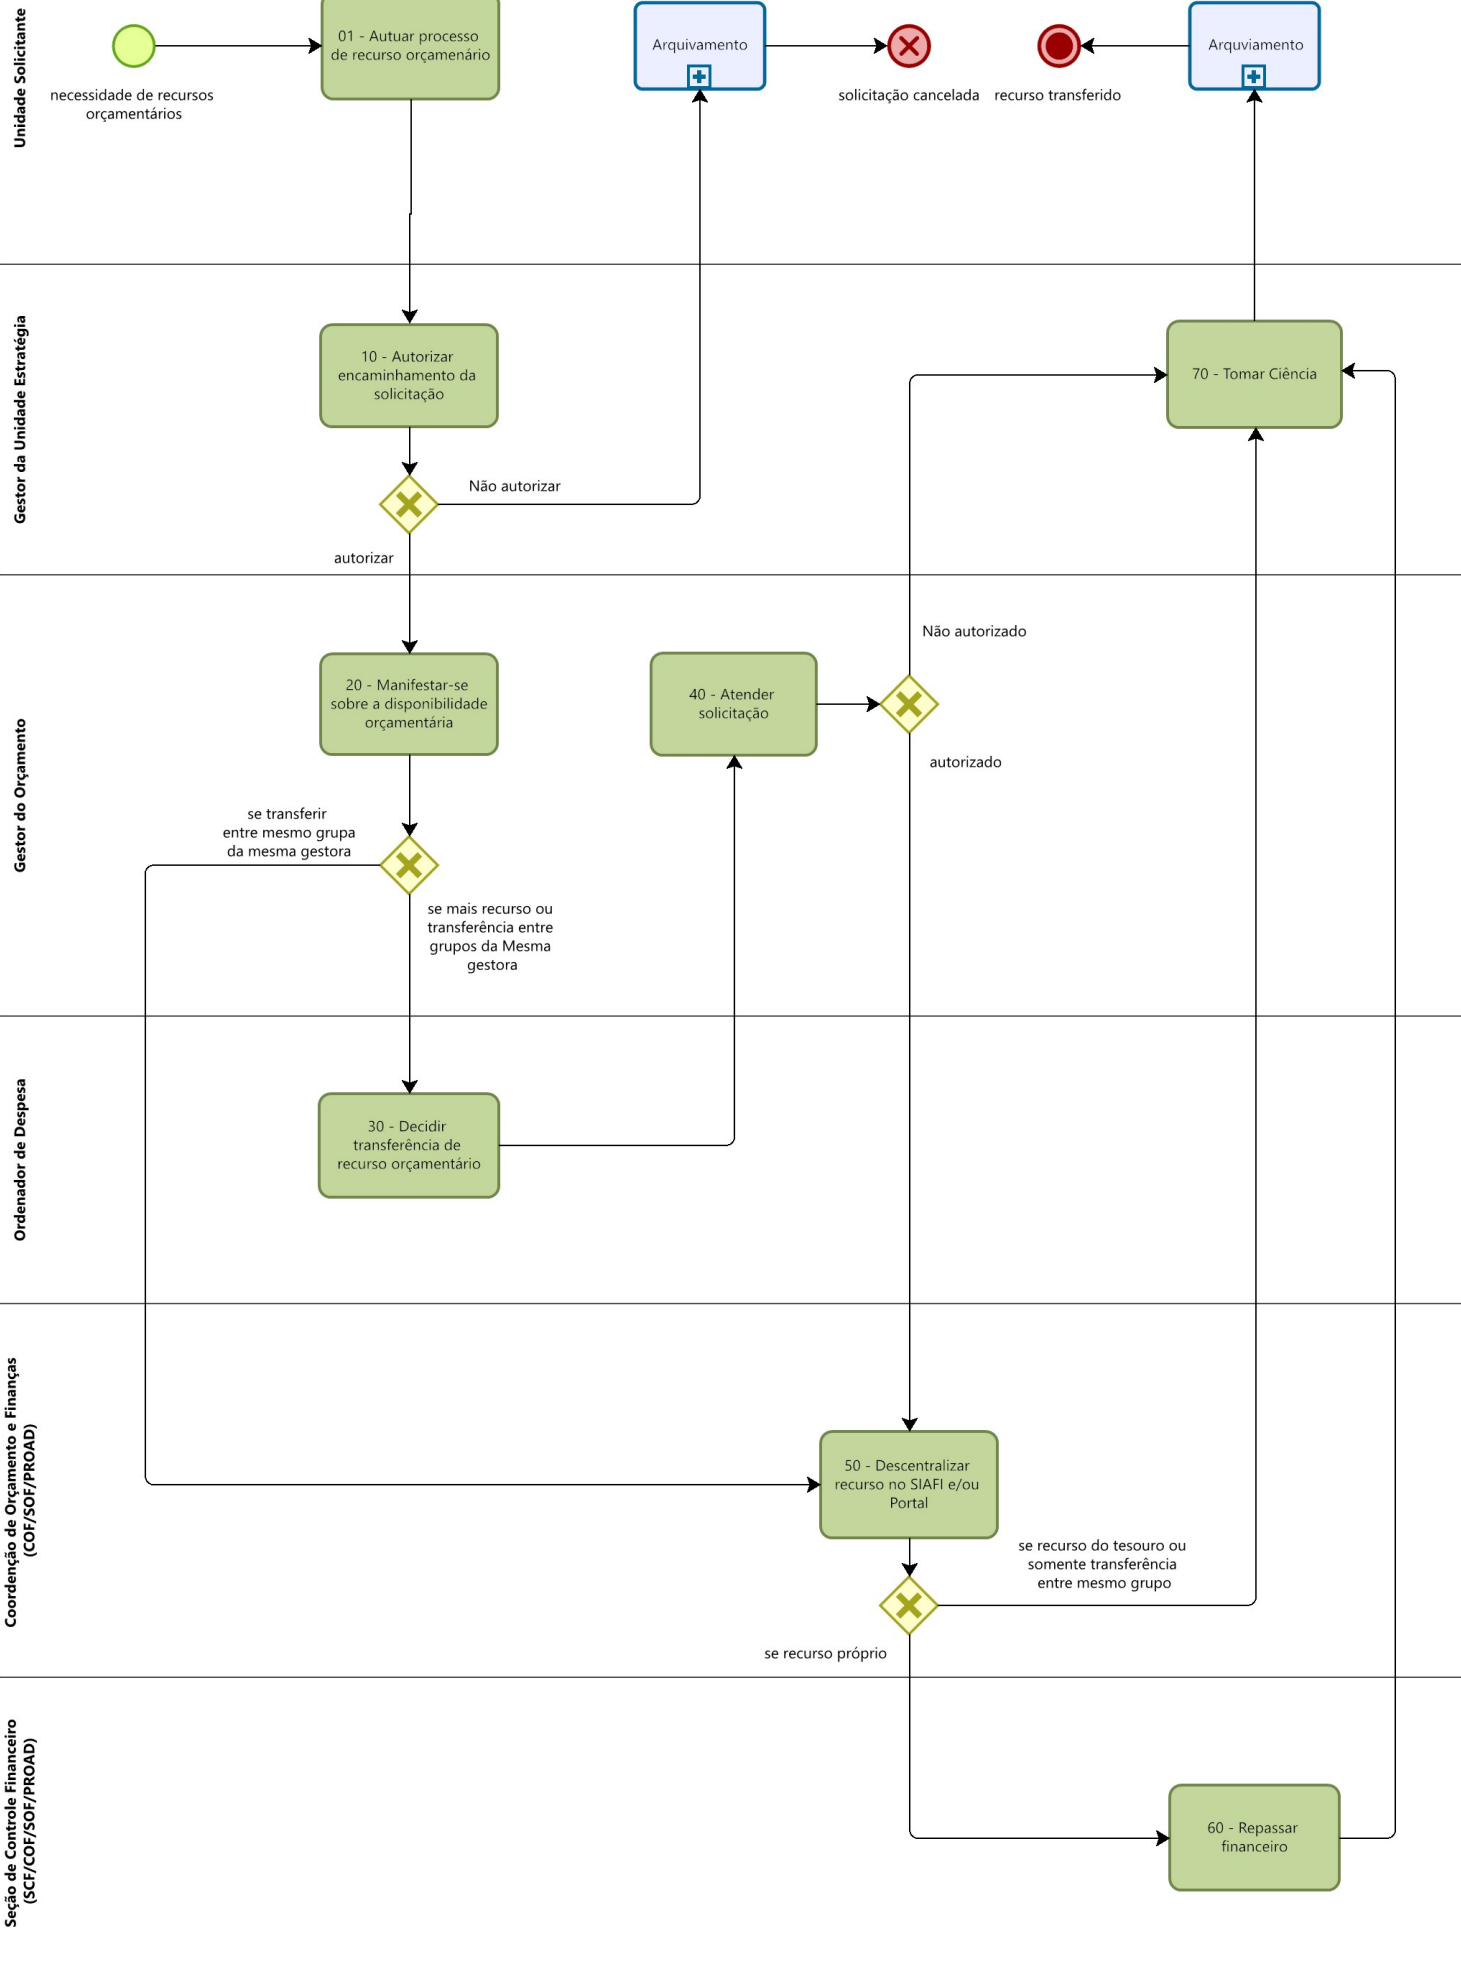 Unidade Solicitante
01 - Autuar processo
de recurso orçamenário
Arquivamento
Arquviamento
necessidade de recursos
orçamentários
solicitação cancelada
recurso transferido
Gestor da Unidade Estratégia
10 - Autorizar
encaminhamento da
solicitação
70 - Tomar Ciência
Não autorizar
autorizar
Gestor do Orçamento
Não autorizado
20 - Manifestar-se
sobre a disponibilidade
orçamentária
40 - Atender
solicitação
autorizado
se transferir
entre mesmo grupa
da mesma gestora
se mais recurso ou
transferência entre
grupos da Mesma
gestora
Ordenador de Despesa
30 - Decidir
transferência de
recurso orçamentário
Coordenção de Orçamento e Finanças
(COF/SOF/PROAD)
50 - Descentralizar
recurso no SIAFI e/ou
Portal
se recurso do tesouro ou
somente transferência
entre mesmo grupo
se recurso próprio
Seção de Controle Financeiro
(SCF/COF/SOF/PROAD)
60 - Repassar
financeiro